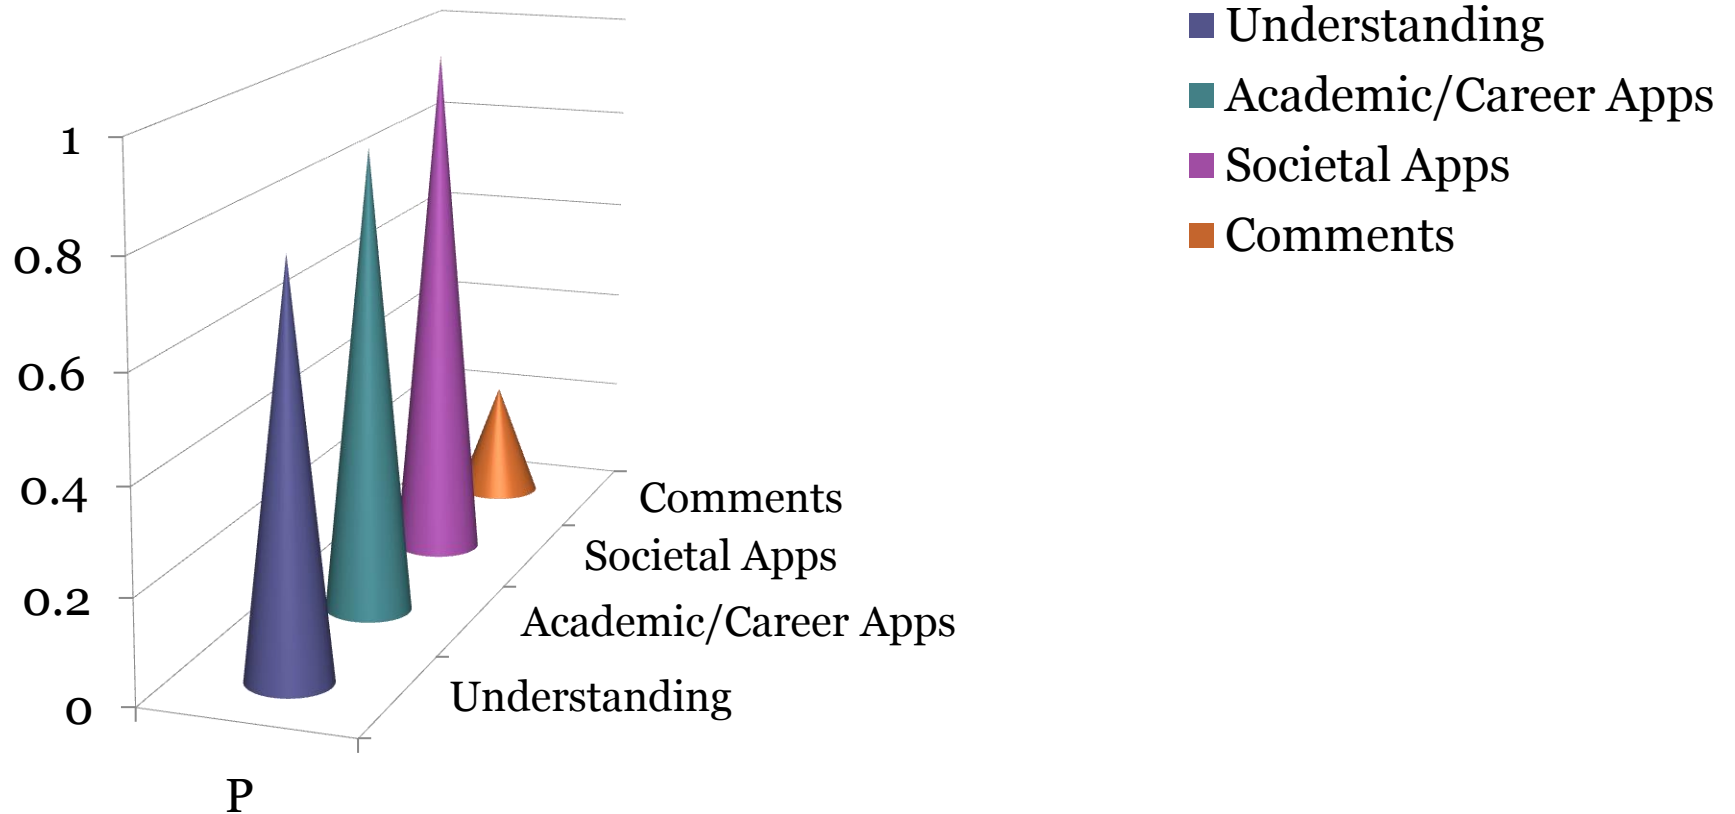 1
0.8
0.6
0.4
0.2
0
P
Comments
Societal Apps
Academic/Career Apps
Understanding
Understanding
Academic/Career Apps
Societal Apps
Comments